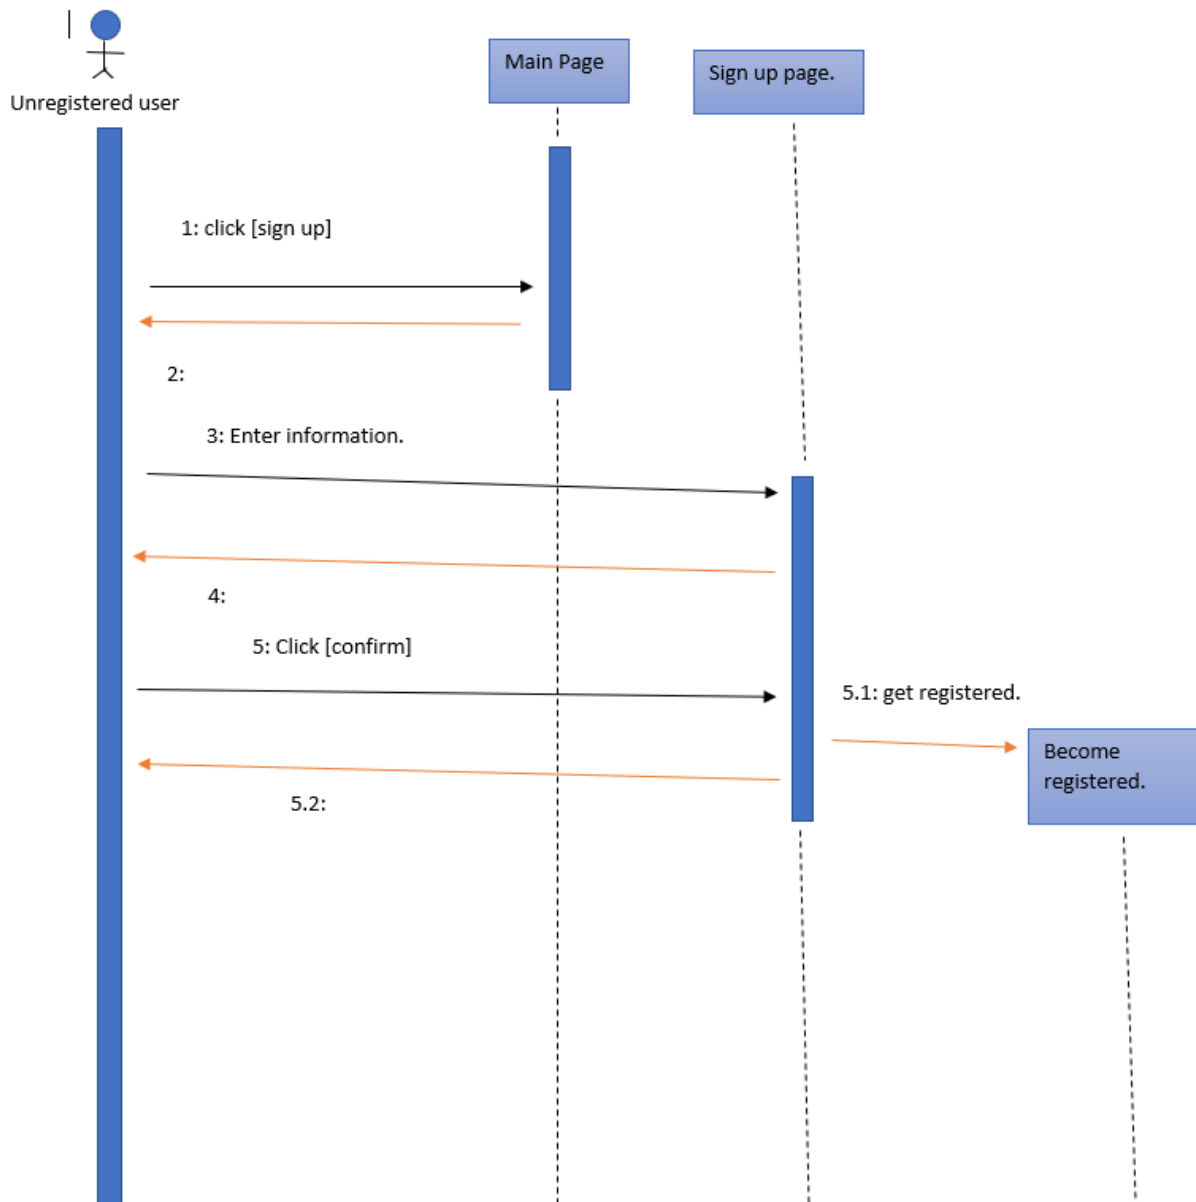 Unregistered user
Main Page
Sign up page.
1: click [sign up]
2:
3: Enter information.
4:
5: Click [confirm]
5.1: get registered.
Become
registered.
5.2: